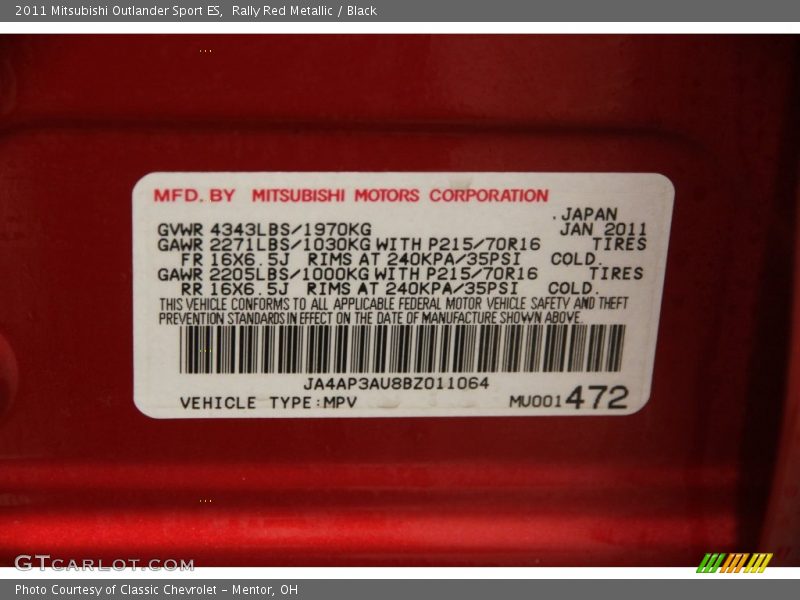 2011 Mitsubishi Outlander Sport ES, Rally Red Metallic / Black
MFD. BY MITSUBISHI MOTORS CORPORATION
.JAPAN
GVWR 4343LBS/1970KG JAN 2011
GAWR 2271LBS/1030KG WITH P215/70R16 TIRES
FR 16X6.5J RIMS AT 240KPA/35PSI COLD.
GAWR 2205LBS/1000KG WITH P215/70R16 TIRES
RR 16X6.5J RIMS AT 240KPA/35PSI COLD.
THIS VEHICLE CONFORMS TO ALL APPLICABLE FEDERAL MOTOR VEHICLE SAFETY AND THEFT
PREVENTION STANDARDS IN EFFECT ON THE DATE OF MANUFACTURE SHOWN ABOVE.
JA4AP3AU8BZ011064
VEHICLE TYPE:MPV MU001472
GTCARLOT.COM
Photo Courtesy of Classic Chevrolet - Mentor, OH